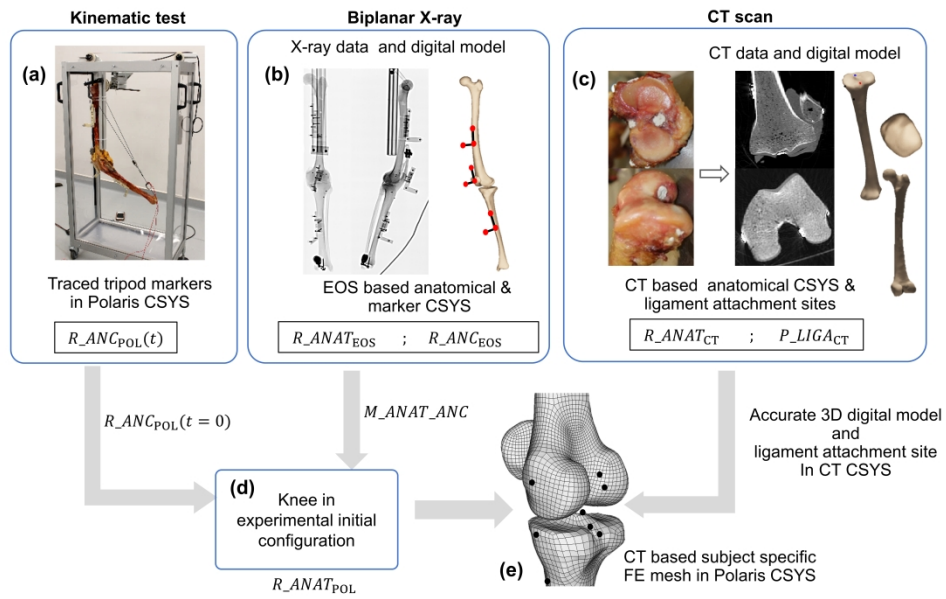 Kinematic test
Biplanar X-ray
CT scan
(a)
Traced tripod markers
in Polaris CSYS
R_ANC_POL(t)
X-ray data and digital model
(b)
EOS based anatomical &
marker CSYS
R_ANAT_EOS ; R_ANC_EOS
CT data and digital model
(c)
CT based anatomical CSYS &
ligament attachment sites
R_ANAT_CT ; P_LIGA_CT
R_ANC_POL(t = 0)
M_ANAT_ANC
Accurate 3D digital model
and
ligament attachment site
In CT CSYS
(d)
Knee in
experimental initial
configuration
R_ANAT_POL
(e)
CT based subject specific
FE mesh in Polaris CSYS